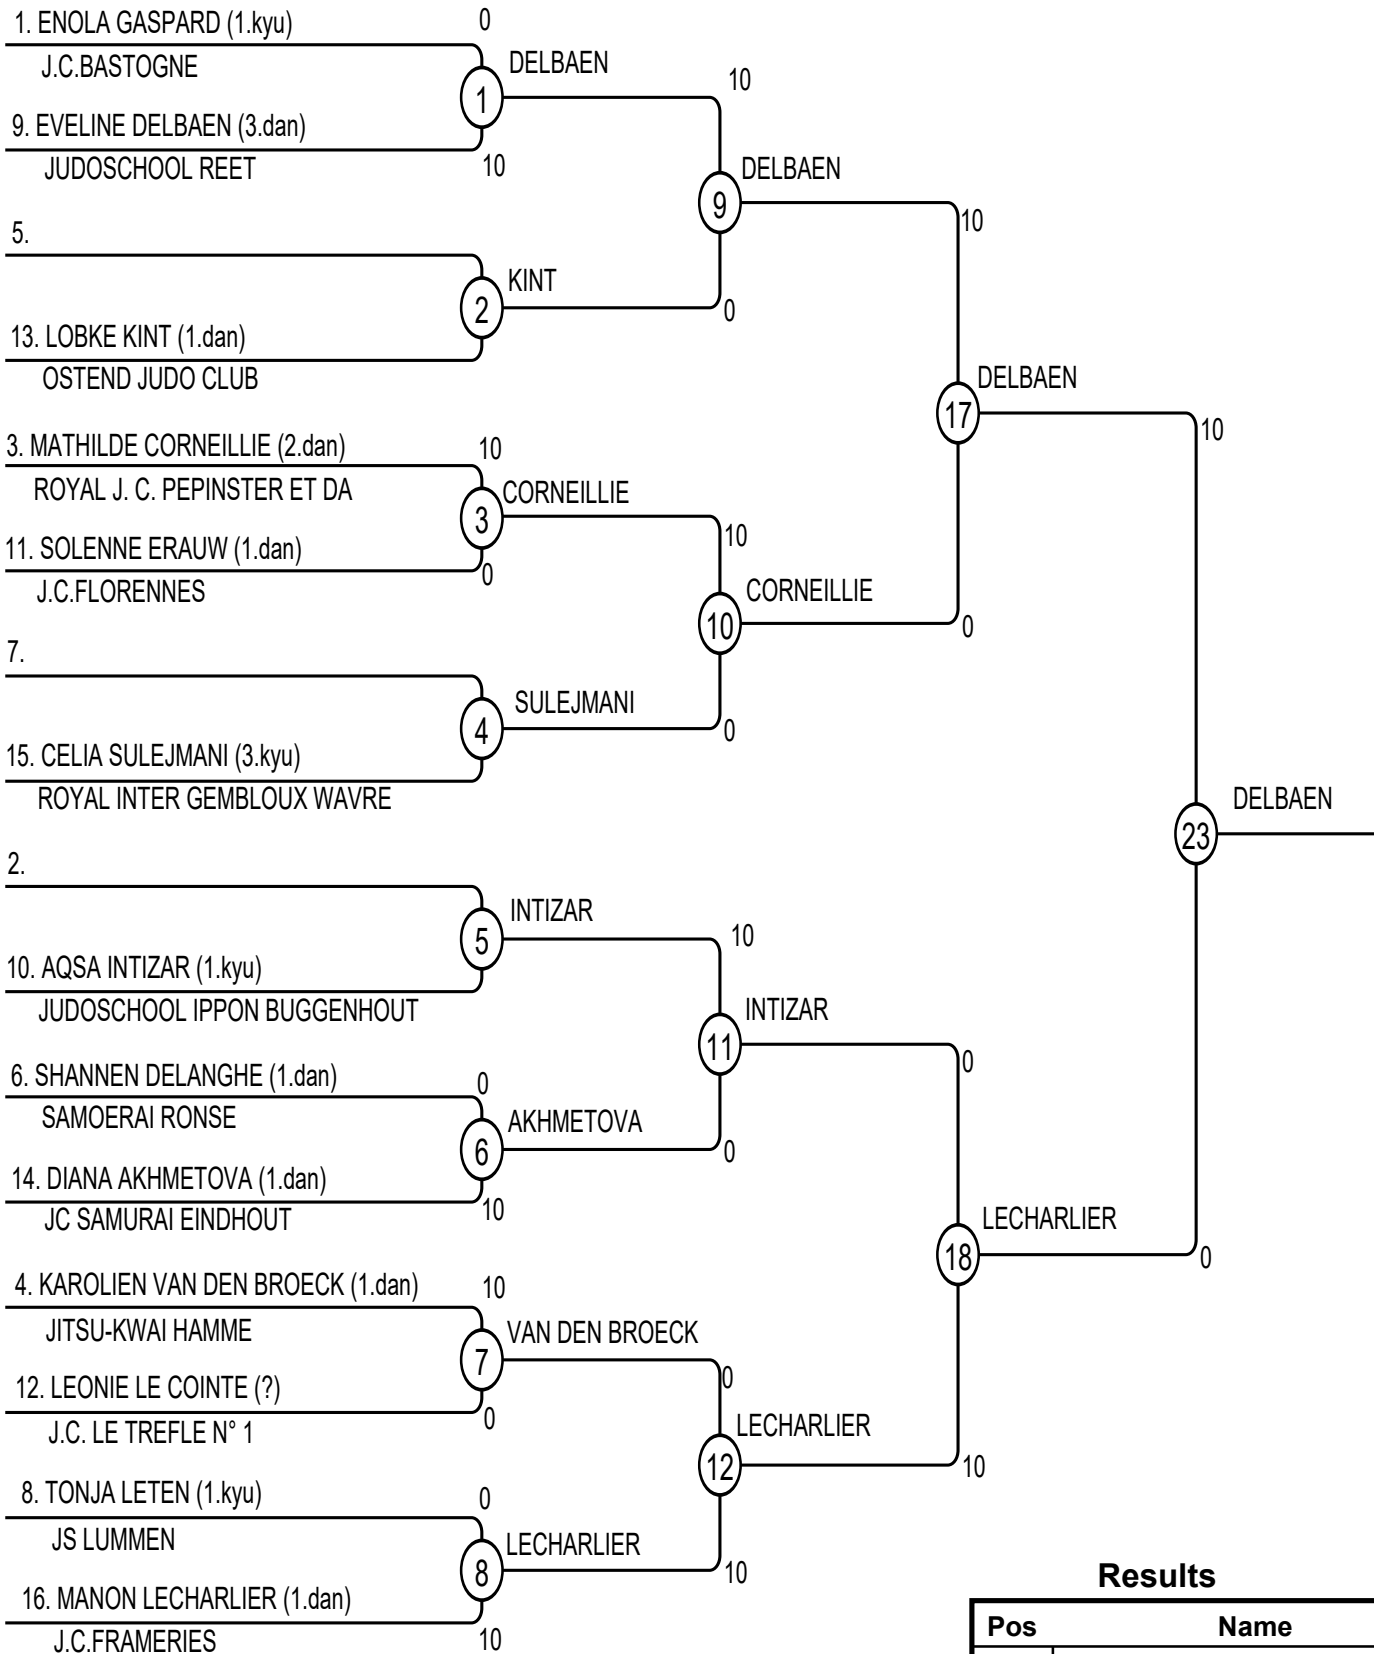 1. ENOLA GASPARD (1.kyu)
0
J.C.BASTOGNE
1
DELBAEN
10
9. EVELINE DELBAEN (3.dan)
JUDOSCHOOL REET
10
9
DELBAEN
10
5.
2
KINT
0
13. LOBKE KINT (1.dan)
OSTEND JUDO CLUB
17
DELBAEN
10
3. MATHILDE CORNEILLIE (2.dan)
10
ROYAL J. C. PEPINSTER ET DA
3
CORNEILLIE
10
11. SOLENNE ERAUW (1.dan)
0
J.C.FLORENNES
10
CORNEILLIE
0
7.
4
SULEJMANI
0
15. CELIA SULEJMANI (3.kyu)
ROYAL INTER GEMBLOUX WAVRE
23
DELBAEN
2.
5
INTIZAR
10
10. AQSA INTIZAR (1.kyu)
JUDOSCHOOL IPPON BUGGENHOUT
11
INTIZAR
0
6. SHANNEN DELANGHE (1.dan)
0
SAMOERAI RONSE
6
AKHMETOVA
0
14. DIANA AKHMETOVA (1.dan)
10
JC SAMURAI EINDHOUT
18
LECHARLIER
0
4. KAROLIEN VAN DEN BROECK (1.dan)
10
JITSU-KWAI HAMME
7
VAN DEN BROECK
0
12. LEONIE LE COINTE (?)
0
J.C. LE TREFLE N° 1
12
LECHARLIER
10
8. TONJA LETEN (1.kyu)
0
JS LUMMEN
8
LECHARLIER
10
16. MANON LECHARLIER (1.dan)
10
J.C.FRAMERIES
Results
Pos Name